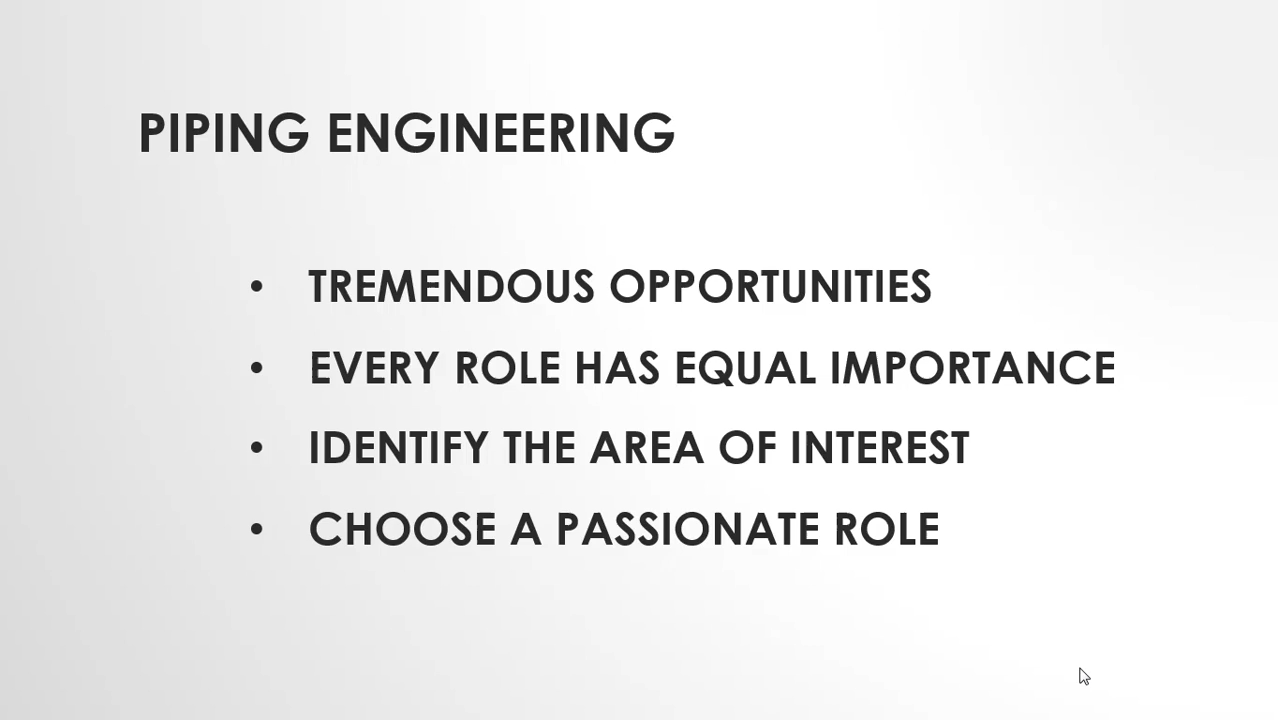 PIPING ENGINEERING
• TREMENDOUS OPPORTUNITIES
• EVERY ROLE HAS EQUAL IMPORTANCE
• IDENTIFY THE AREA OF INTEREST
• CHOOSE A PASSIONATE ROLE